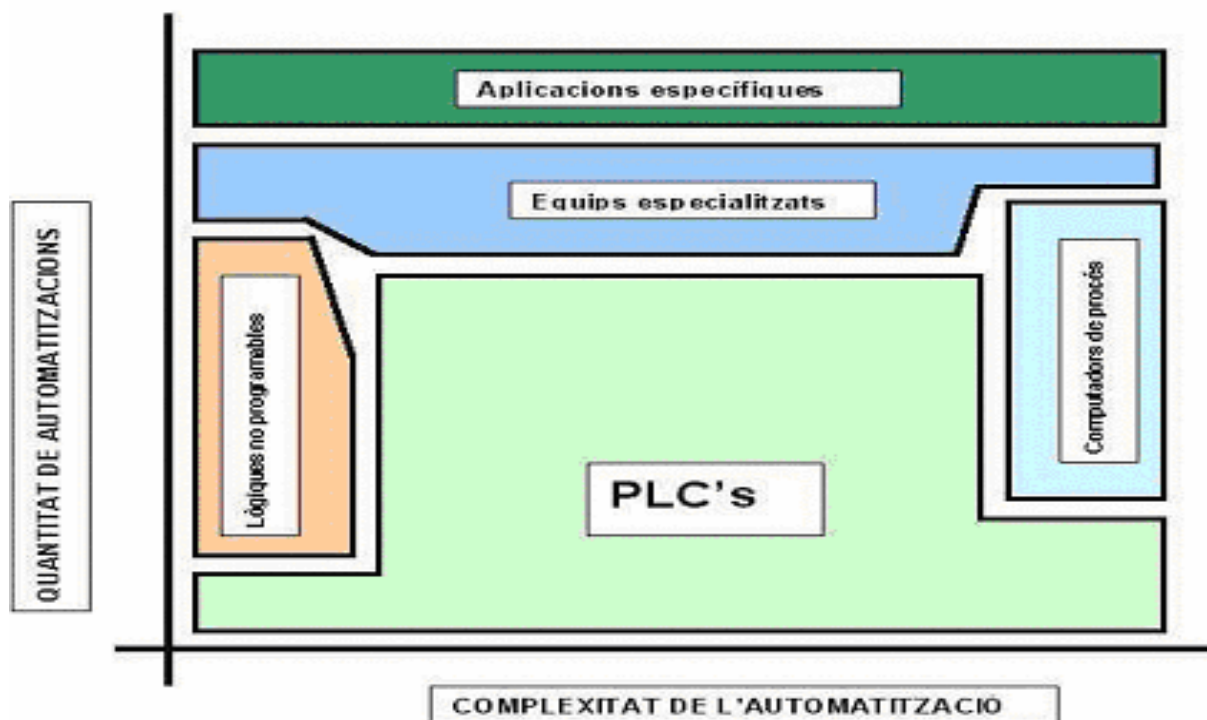 Aplicacions específiques
Equips especialitzats
QUANTITAT DE AUTOMATITZACIONS
Lògiques no programables
Computadors de procés
PLC's
COMPLEXITAT DE L'AUTOMATITZACIÓ